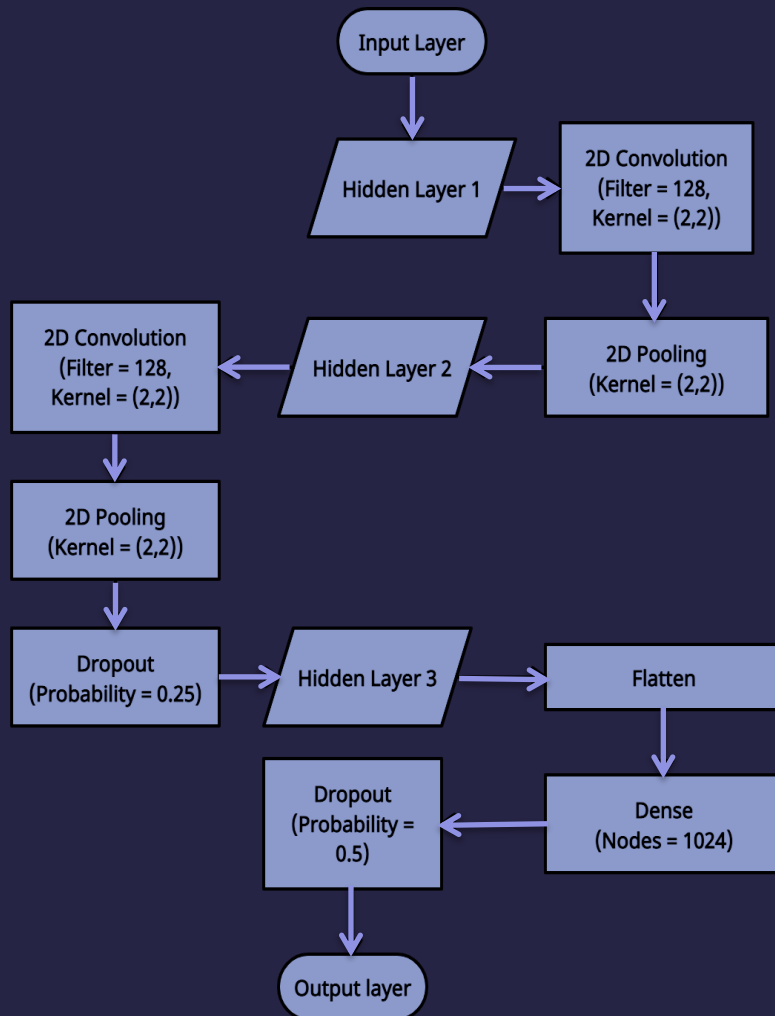 Input Layer
Hidden Layer 1
2D Convolution
(Filter = 128,
Kernel = (2,2))
2D Pooling
(Kernel = (2,2))
Hidden Layer 2
2D Convolution
(Filter = 128,
Kernel = (2,2))
2D Pooling
(Kernel = (2,2))
Dropout
(Probability = 0.25)
Hidden Layer 3
Flatten
Dense
(Nodes = 1024)
Dropout
(Probability =
0.5)
Output layer